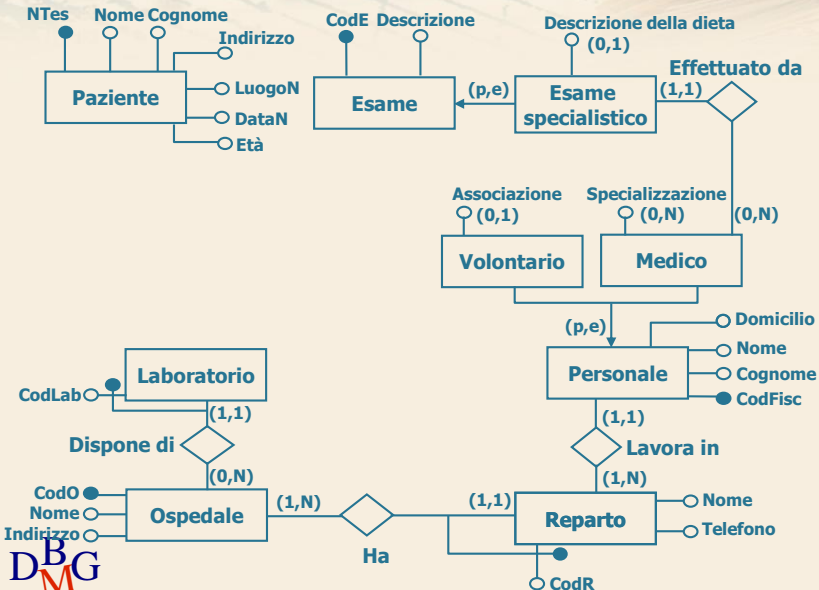 NTes
Nome Cognome
Indirizzo
LuogoN
DataN
Età
Paziente
CodE Descrizione
Esame
(p,e)
Descrizione della dieta
(0,1)
Esame
specialistico
(1,1)
Effettuato da
(0,N)
Associazione
(0,1)
Volontario
Specializzazione
(0,N)
Medico
(p,e)
Domicilio
Nome
Cognome
CodFisc
Personale
(1,1)
Lavora in
(1,N)
Laboratorio
CodLab
(1,1)
Dispone di
(0,N)
CodO
Nome
Indirizzo
Ospedale
(1,N)
Ha
(1,1)
Reparto
Nome
Telefono
CodR
DBMG